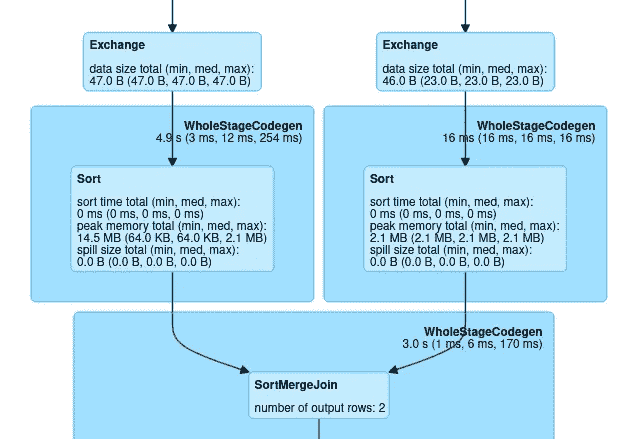 Exchange
data size total (min, med, max):
47.0 B (47.0 B, 47.0 B, 47.0 B)
Exchange
data size total (min, med, max):
46.0 B (23.0 B, 23.0 B, 23.0 B)
WholeStageCodegen
4.9 s (3 ms, 12 ms, 254 ms)
Sort
sort time total (min, med, max):
0 ms (0 ms, 0 ms, 0 ms)
peak memory total (min, med, max):
14.5 MB (64.0 KB, 64.0 KB, 2.1 MB)
spill size total (min, med, max):
0.0 B (0.0 B, 0.0 B, 0.0 B)
WholeStageCodegen
16 ms (16 ms, 16 ms, 16 ms)
Sort
sort time total (min, med, max):
0 ms (0 ms, 0 ms, 0 ms)
peak memory total (min, med, max):
2.1 MB (2.1 MB, 2.1 MB, 2.1 MB)
spill size total (min, med, max):
0.0 B (0.0 B, 0.0 B, 0.0 B)
WholeStageCodegen
3.0 s (1 ms, 6 ms, 170 ms)
SortMergeJoin
number of output rows: 2